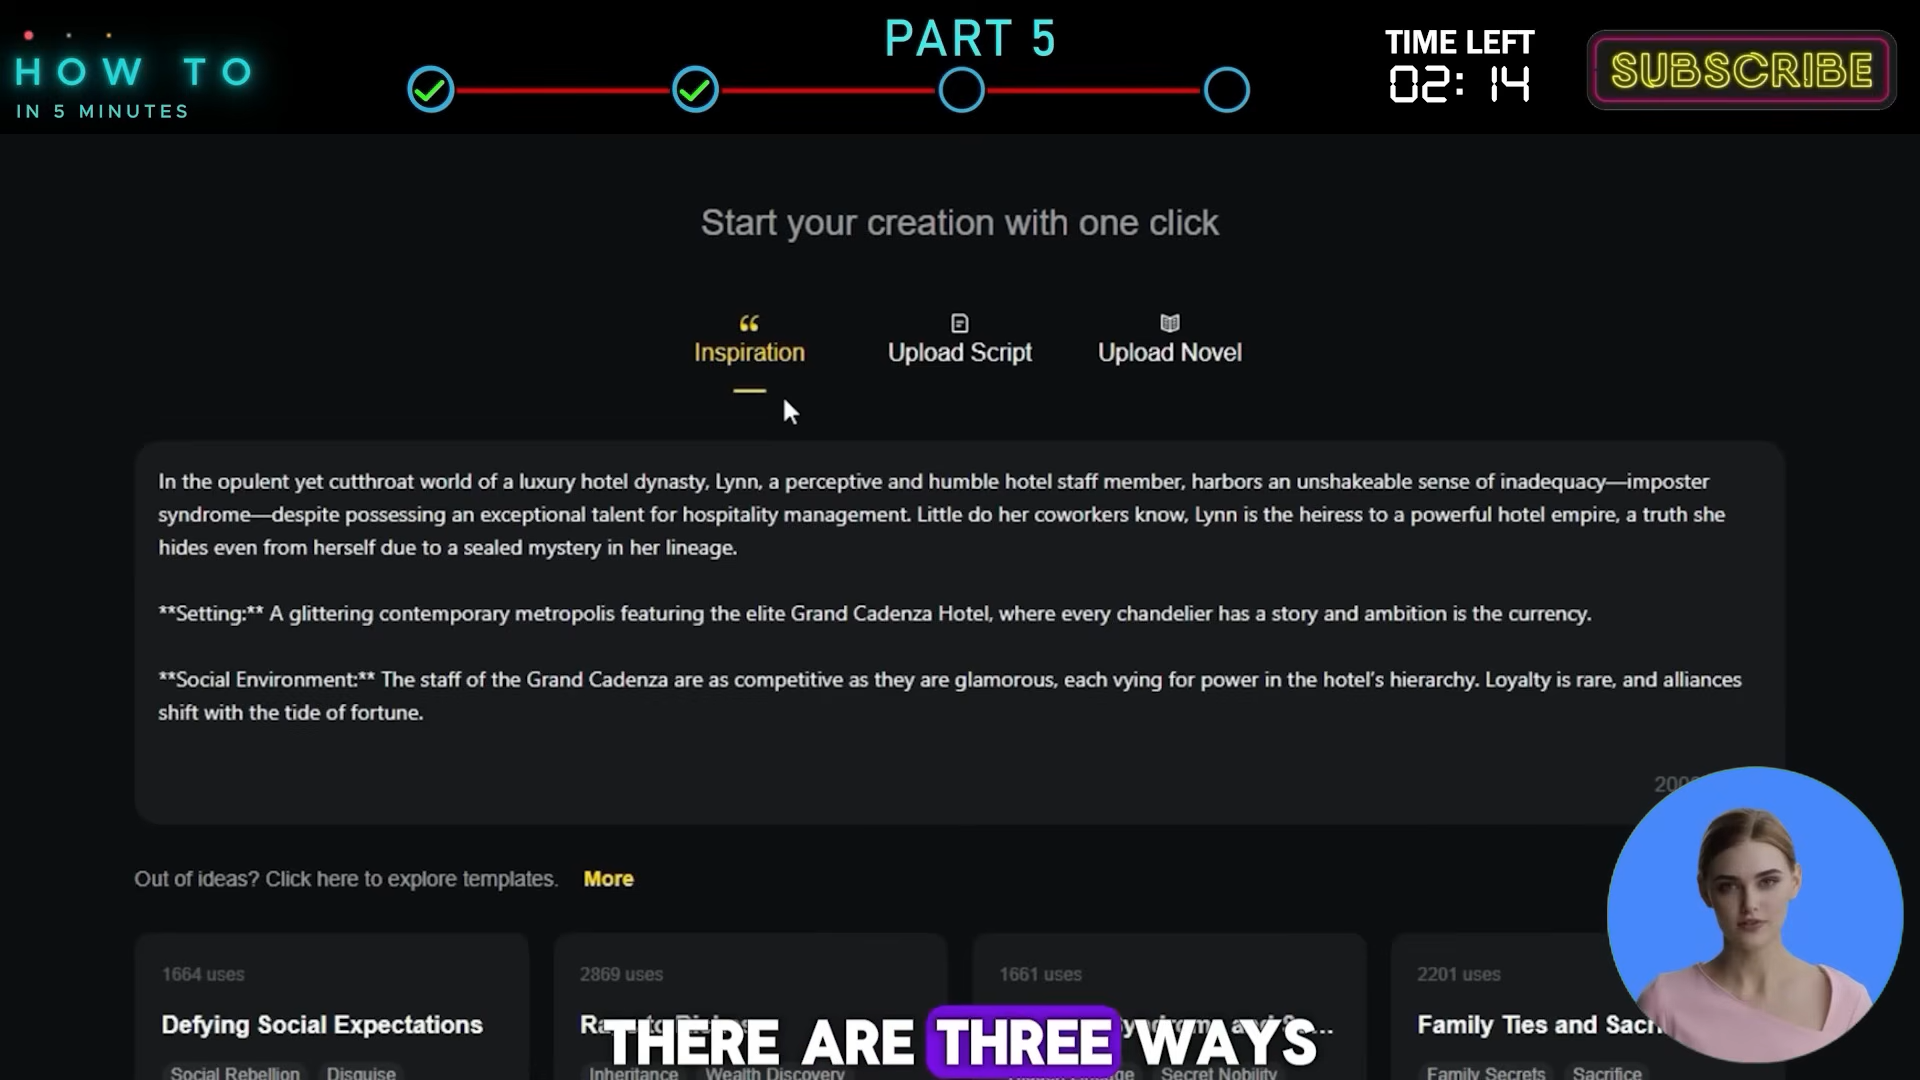 PART 5
HOW TO
IN 5 MINUTES
TIME LEFT
02:14
SUBSCRIBE
Start your creation with one click
Inspiration
Upload Script
Upload Novel
In the opulent yet cutthroat world of a luxury hotel dynasty, Lynn, a perceptive and humble hotel staff member, harbors an unshakeable sense of inadequacy—imposter
syndrome—despite possessing an exceptional talent for hospitality management. Little do her coworkers know, Lynn is the heiress to a powerful hotel empire, a truth she
hides even from herself due to a sealed mystery in her lineage.
**Setting:** A glittering contemporary metropolis featuring the elite Grand Cadenza Hotel, where every chandelier has a story and ambition is the currency.
**Social Environment:** The staff of the Grand Cadenza are as competitive as they are glamorous, each vying for power in the hotel's hierarchy. Loyalty is rare, and alliances
shift with the tide of fortune.
Out of ideas? Click here to explore templates. More
1664 uses
2869 uses
1661 uses
2201 uses
Defying Social Expectations
Family Ties and
THERE ARE THREE WAYS
Social Rebellion
Disguise
Inheritance
Wealth Discovery
Secret Nobility
Family Secrets
Sacrifice